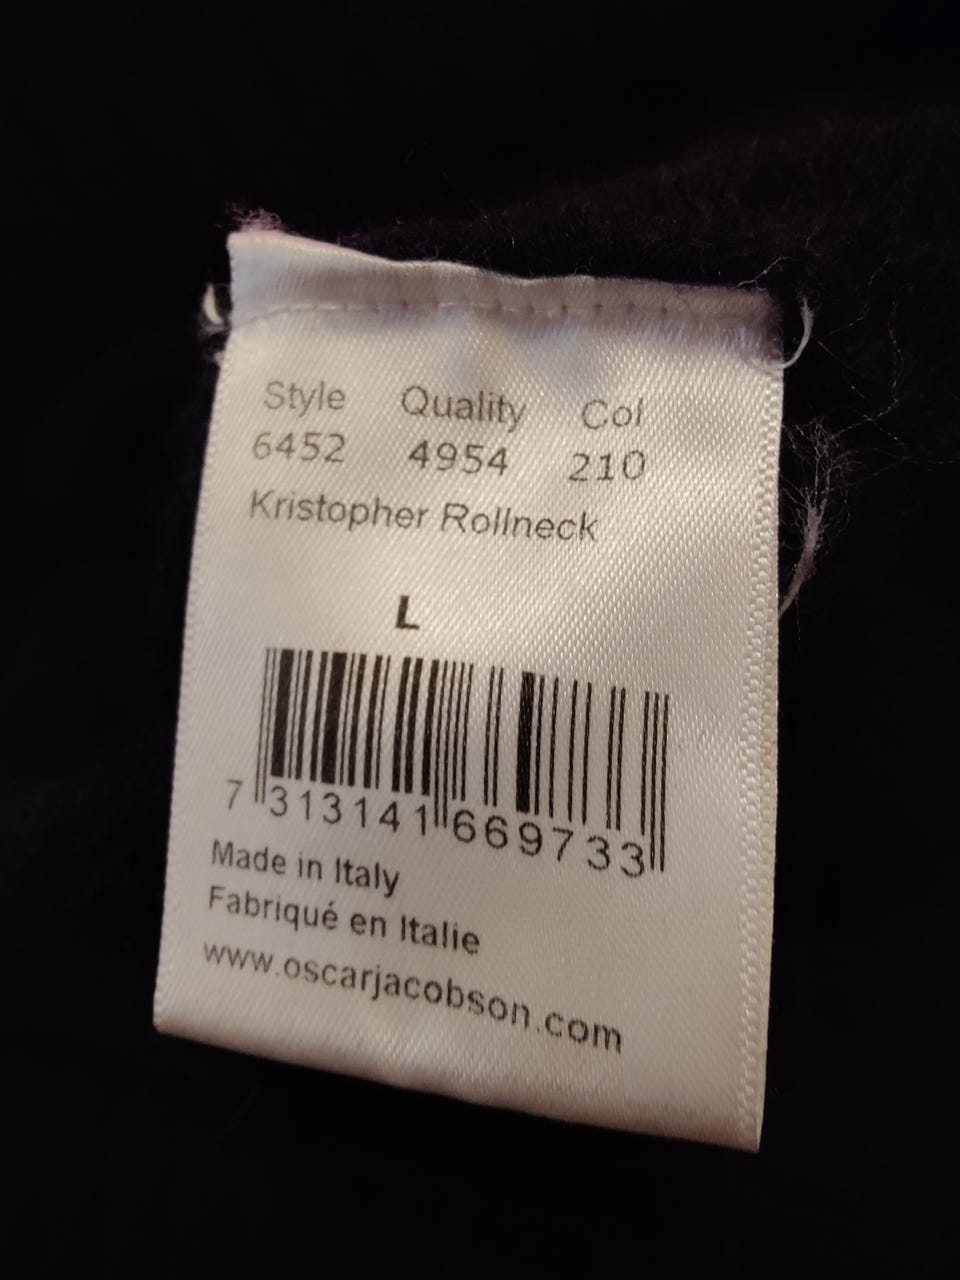 Style Quality Col
6452 4954 210
Kristopher Rollneck
L
7 313141 669733
Made in Italy
Fabriqué en Italie
www.oscarjacobson.com